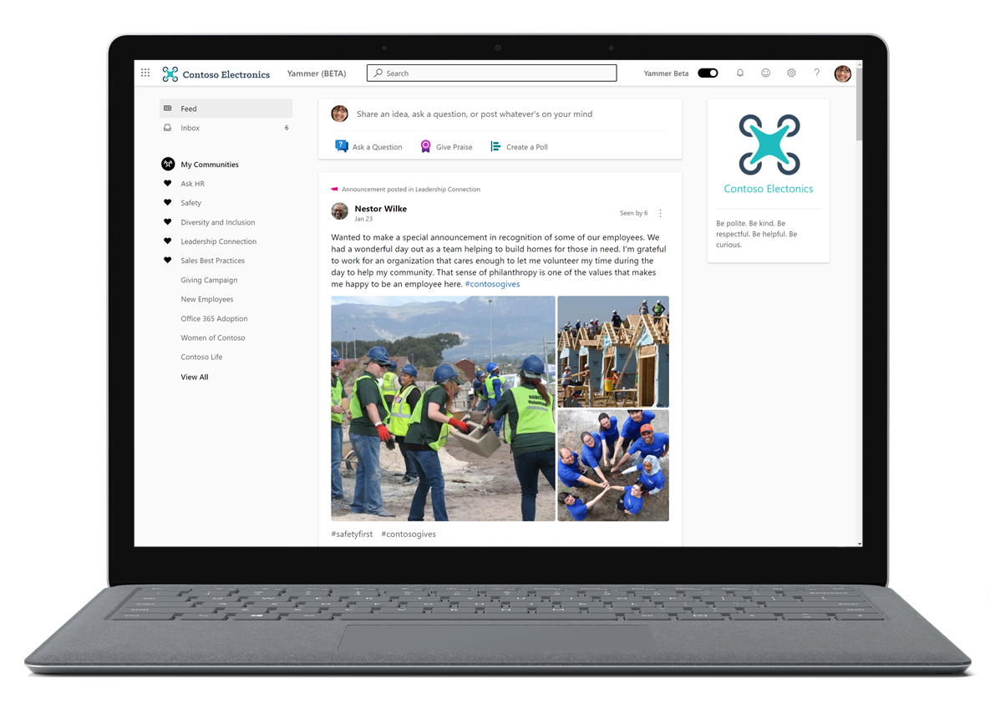 Contoso Electronics
Yammer (BETA)
Search
Yammer Beta
Feed
Inbox 6
My Communities
Ask HR
Safety
Diversity and Inclusion
Leadership Connection
Sales Best Practices
Giving Campaign
New Employees
Office 365 Adoption
Women of Contoso
Contoso Life
View All
Share an idea, ask a question, or post whatever's on your mind
Ask a Question
Give Praise
Create a Poll
Announcement posted in Leadership Connection
Nestor Wilke
Jan 23
Seen by 6
Wanted to make a special announcement in recognition of some of our employees. We
had a wonderful day out as a team helping to build homes for those in need. I'm grateful
to work for an organization that cares enough to let me volunteer my time during the
day to help my community. That sense of philanthropy is one of the values that makes
me happy to be an employee here. #contosogives
Volunteer
#safetyfirst #contosogives
Contoso Electonics
Be polite. Be kind. Be
respectful. Be helpful. Be
curious.